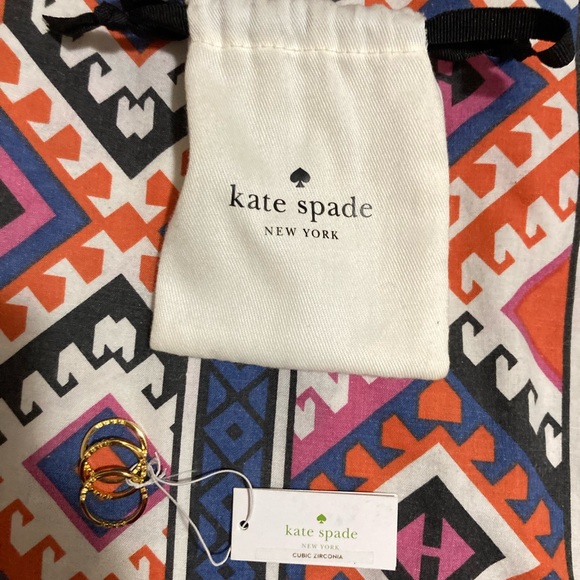 kate spade
NEW YORK
kate spade
NEW YORK
CUBIC ZIRCONIA